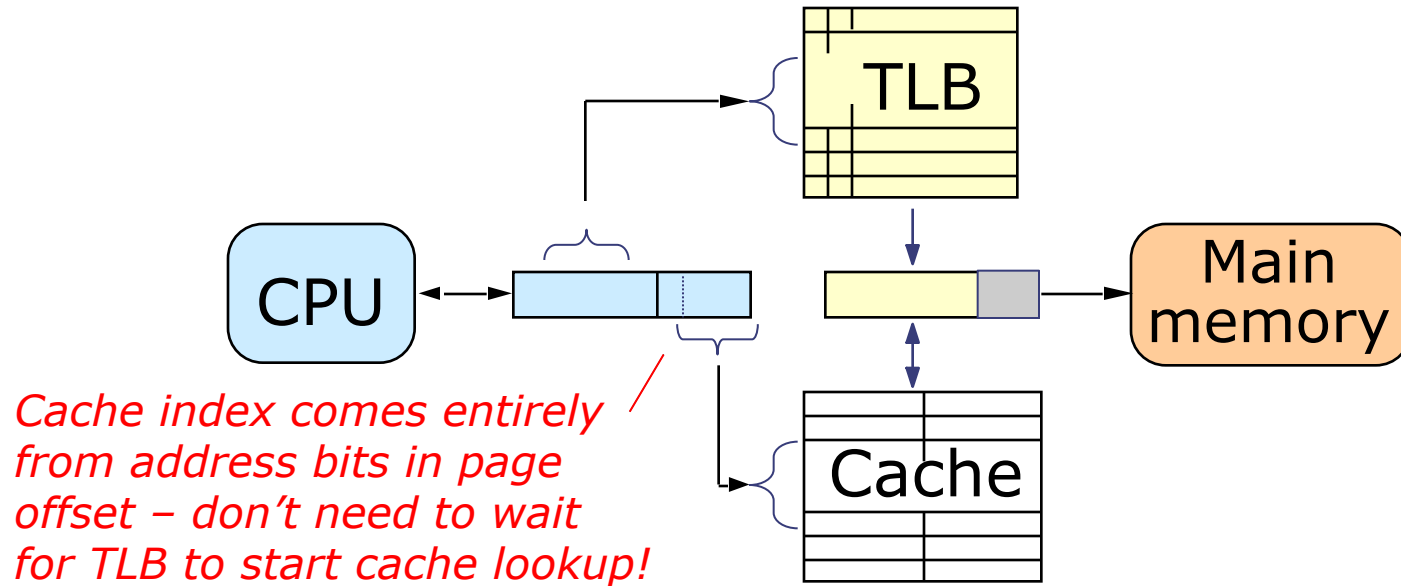 TLB
CPU
Main
memory
Cache index comes entirely
from address bits in page
offset – don’t need to wait
for TLB to start cache lookup!
Cache